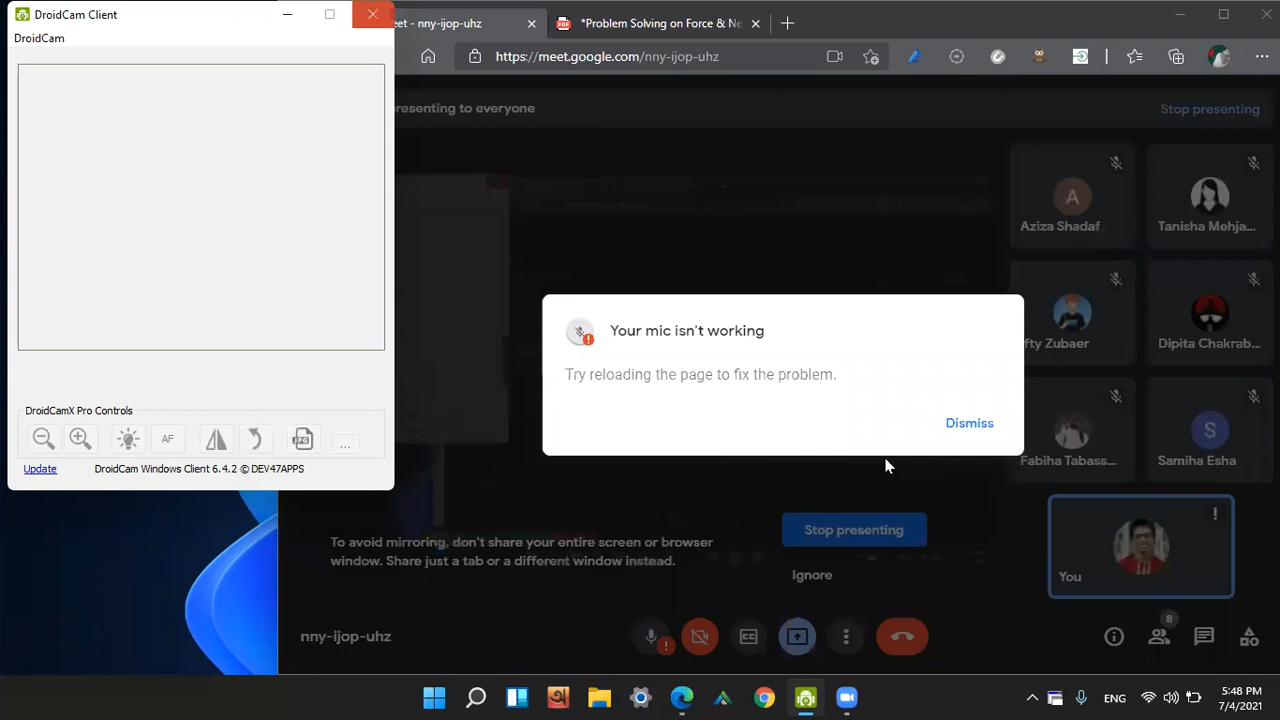 DroidCam Client
DroidCam
DroidCamX Pro Controls
AF
JPG
...
Update
DroidCam Windows Client 6.4.2 © DEV47APPS
eet - nny-ijop-uhz
PDF
*Problem Solving on Force & Ne
https://meet.google.com/nny-ijop-uhz
presenting to everyone
Stop presenting
A
Aziza Shadaf
Tanisha Mehja...
fty Zubaer
Dipita Chakrab...
Fabiha Tabass...
S
Samiha Esha
Your mic isn't working
Try reloading the page to fix the problem.
Dismiss
To avoid mirroring, don't share your entire screen or browser
window. Share just a tab or a different window instead.
Stop presenting
Ignore
You
nny-ijop-uhz
8
ENG
5:48 PM
7/4/2021